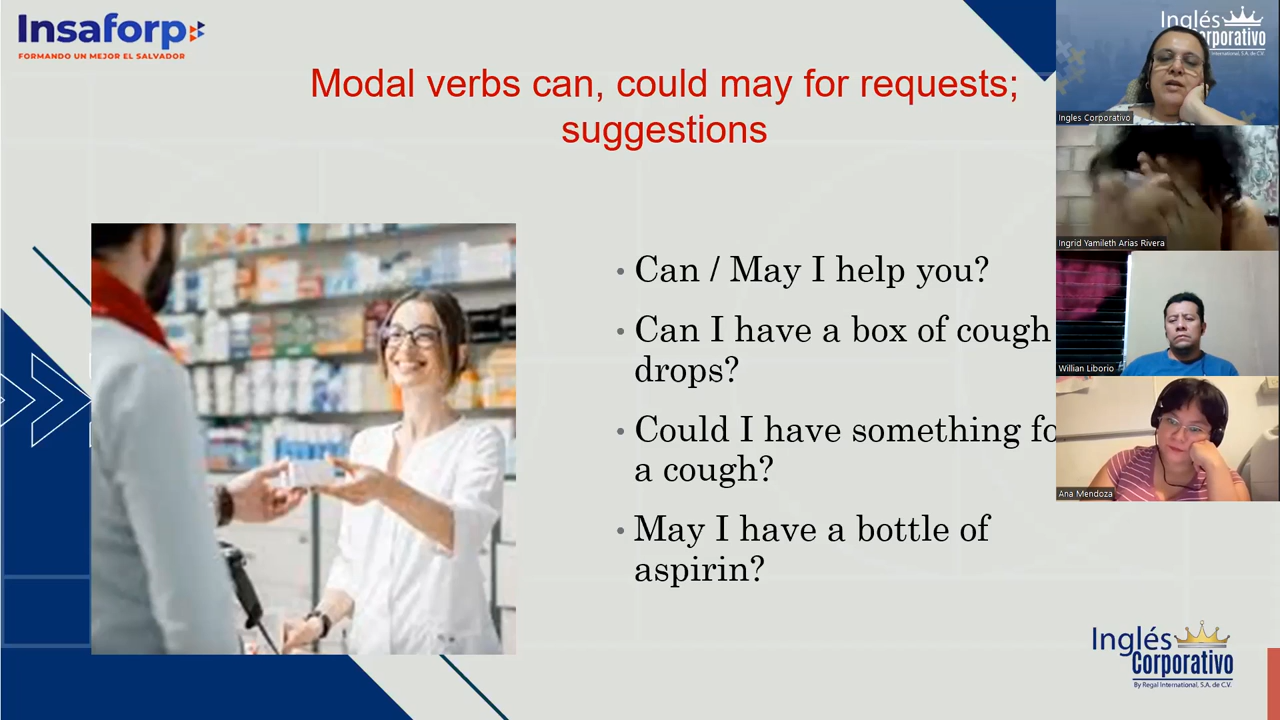 Insaforp
FORMANDO UN MEJOR EL SALVADOR
Modal verbs can, could may for requests;
suggestions
• Can / May I help you?
• Can I have a box of cough
drops?
• Could I have something fo
a cough?
• May I have a bottle of
aspirin?
Inglés
Corporativo
Ingles Corporativo
Ingrid Yamileth Arias Rivera
Willian Liborio
Ana Mendoza
Inglés
Corporativo
By Regal International, S.A. de C.V.